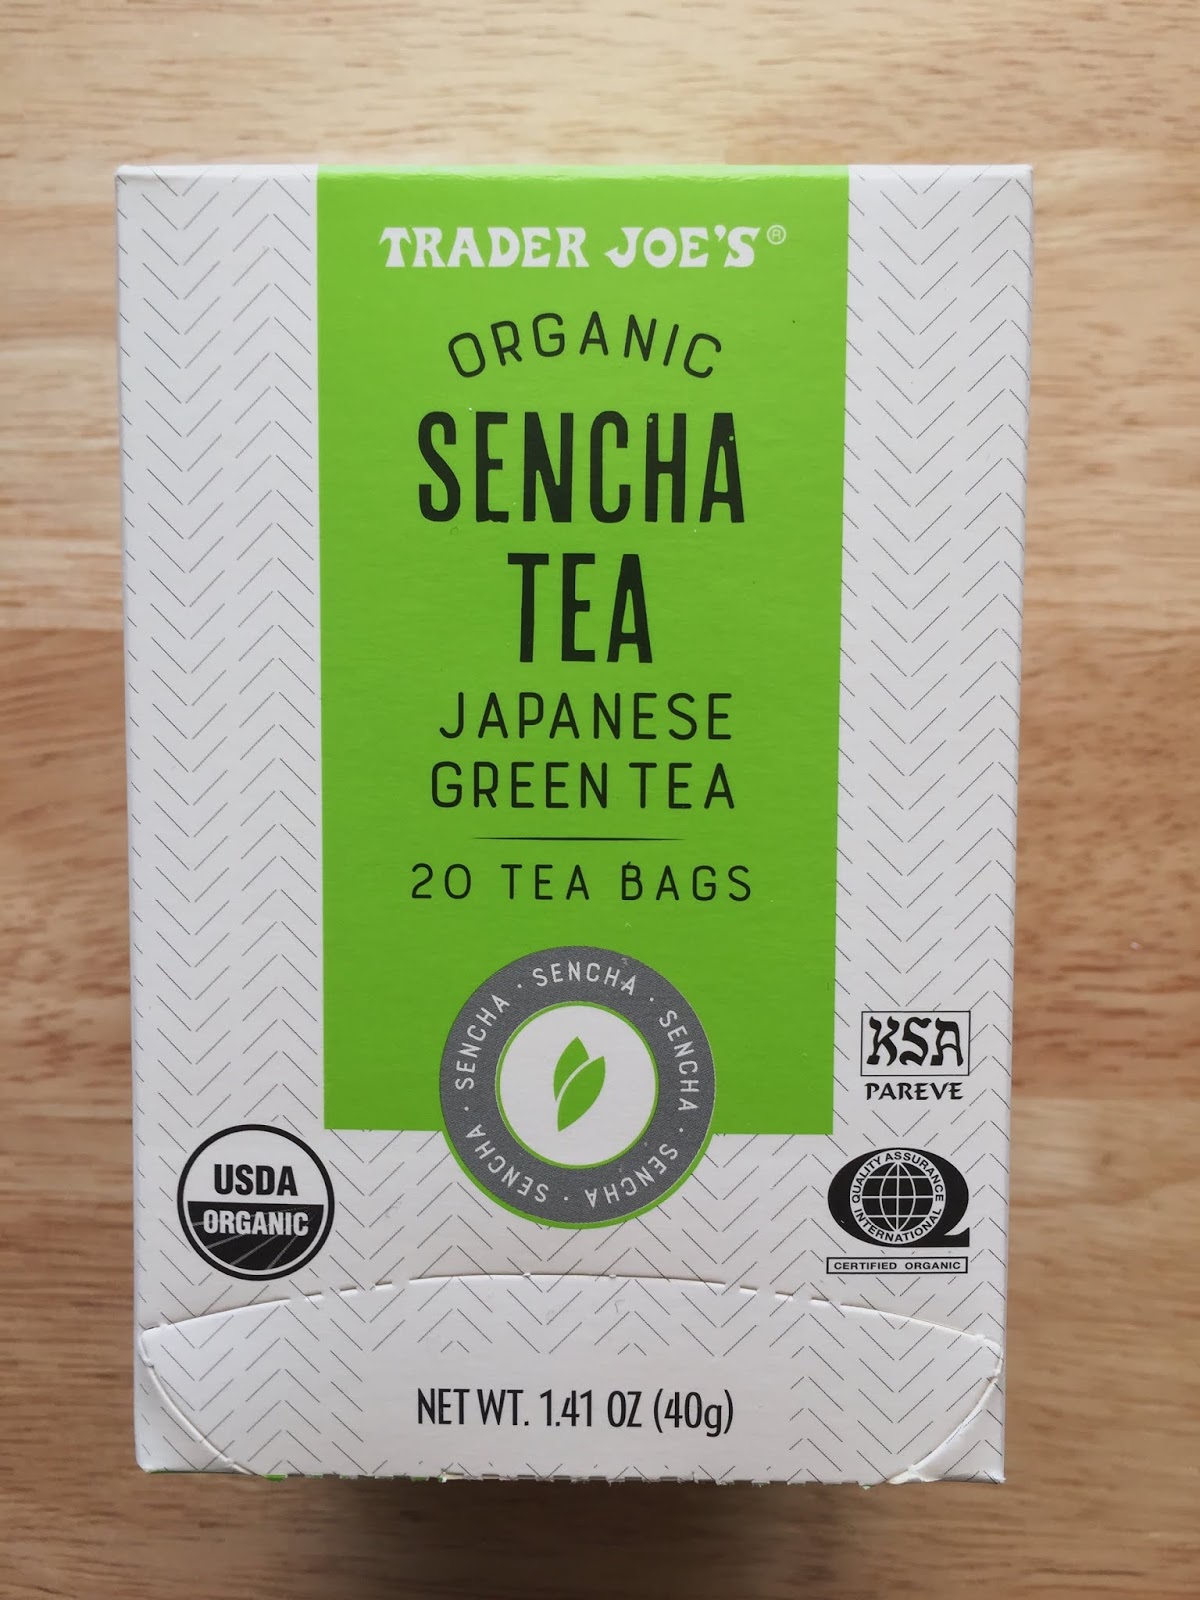 TRADER JOE'S®
ORGANIC
SENCHA
TEA
JAPANESE
GREEN TEA
20 TEA BAGS
SENCHA · SENCHA · SENCHA · SENCHA · SENCHA · SENCHA ·
KSA
PAREVE
USDA
ORGANIC
QUALITY ASSURANCE
INTERNATIONAL
CERTIFIED ORGANIC
NET WT. 1.41 OZ (40g)